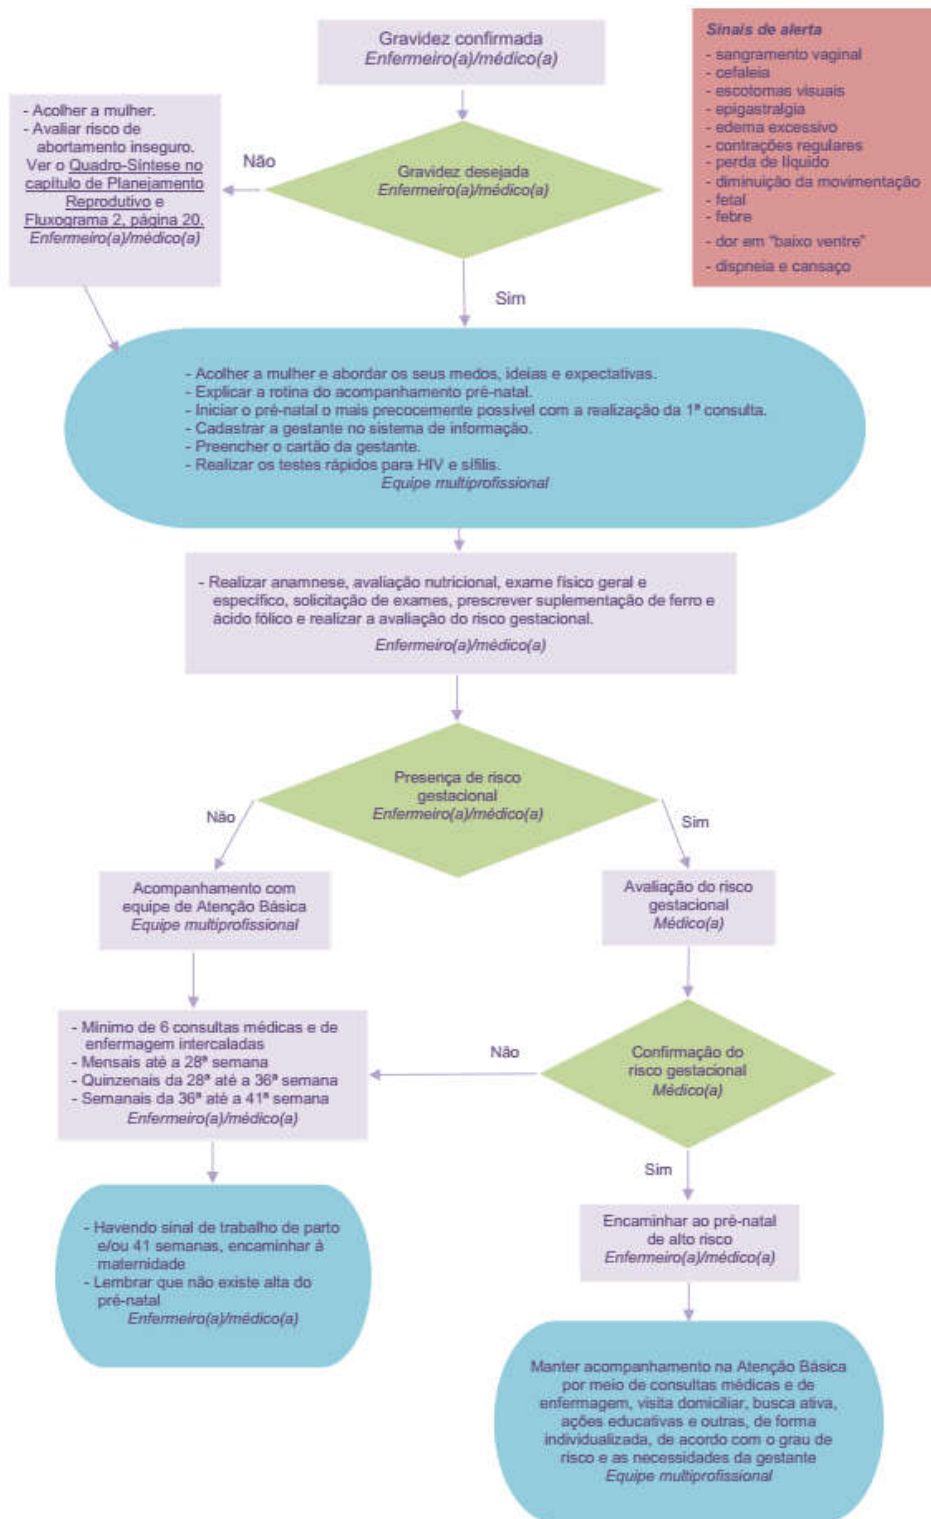 Gravidez confirmada
Enfermeiro(a)/médico(a)
Sinais de alerta
- sangramento vaginal
- cefaleia
- escotomas visuais
- epigastralgia
- edema excessivo
- contrações regulares
- perda de líquido
- diminuição da movimentação
- fetal
- febre
- dor em "baixo ventre"
- dispneia e cansaço
- Acolher a mulher.
- Avaliar risco de
abortamento inseguro.
Ver o Quadro-Síntese no
capítulo de Planejamento
Reprodutivo e
Fluxograma 2, página 20.
Enfermeiro(a)/médico(a)
Não
Gravidez desejada
Enfermeiro(a)/médico(a)
Sim
- Acolher a mulher e abordar os seus medos, ideias e expectativas.
- Explicar a rotina do acompanhamento pré-natal.
- Iniciar o pré-natal o mais precocemente possível com a realização da 1ª consulta.
- Cadastrar a gestante no sistema de informação.
- Preencher o cartão da gestante.
- Realizar os testes rápidos para HIV e sífilis.
Equipe multiprofissional
- Realizar anamnese, avaliação nutricional, exame físico geral e
específico, solicitação de exames, prescrever suplementação de ferro e
ácido fólico e realizar a avaliação do risco gestacional.
Enfermeiro(a)/médico(a)
Presença de risco
gestacional
Enfermeiro(a)/médico(a)
Não
Sim
Acompanhamento com
equipe de Atenção Básica
Equipe multiprofissional
Avaliação do risco
gestacional
Médico(a)
- Mínimo de 6 consultas médicas e de
enfermagem intercaladas
- Mensais até a 28ª semana
- Quinzenais da 28ª até a 36ª semana
- Semanais da 36ª até a 41ª semana
Enfermeiro(a)/médico(a)
Não
Confirmação do
risco gestacional
Médico(a)
Sim
- Havendo sinal de trabalho de parto
e/ou 41 semanas, encaminhar à
maternidade
- Lembrar que não existe alta do
pré-natal
Enfermeiro(a)/médico(a)
Encaminhar ao pré-natal
de alto risco
Enfermeiro(a)/médico(a)
Manter acompanhamento na Atenção Básica
por meio de consultas médicas e de
enfermagem, visita domiciliar, busca ativa,
ações educativas e outras, de forma
individualizada, de acordo com o grau de
risco e as necessidades da gestante
Equipe multiprofissional